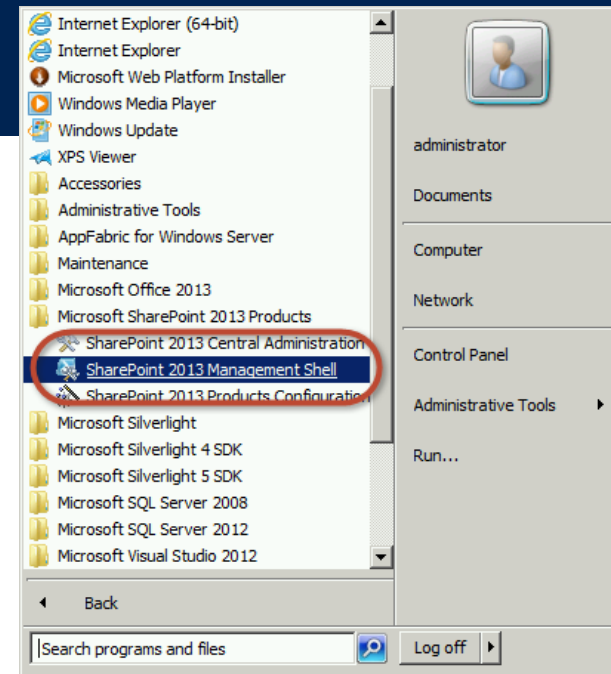 Internet Explorer (64-bit)
Internet Explorer
Microsoft Web Platform Installer
Windows Media Player
Windows Update
XPS Viewer
Accessories
Administrative Tools
AppFabric for Windows Server
Maintenance
Microsoft Office 2013
Microsoft SharePoint 2013 Products
SharePoint 2013 Central Administration
SharePoint 2013 Management Shell
SharePoint 2013 Products Configuration
Microsoft Silverlight
Microsoft Silverlight 4 SDK
Microsoft Silverlight 5 SDK
Microsoft SQL Server 2008
Microsoft SQL Server 2012
Microsoft Visual Studio 2012
Back
Search programs and files
administrator
Documents
Computer
Network
Control Panel
Administrative Tools
Run...
Log off